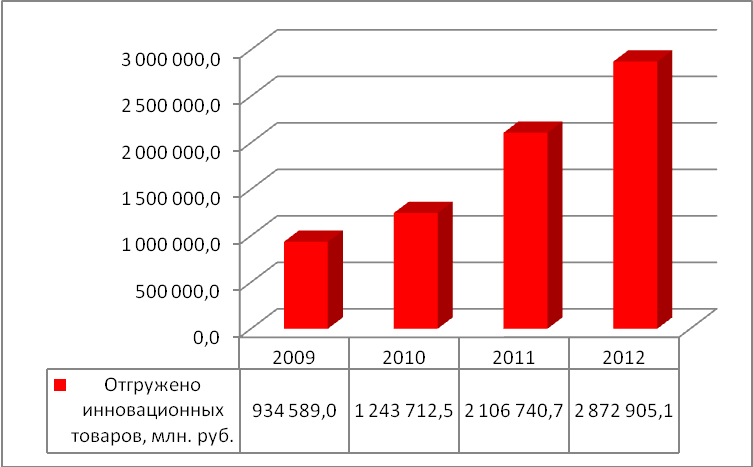 3 000 000,0
2 500 000,0
2 000 000,0
1 500 000,0
1 000 000,0
500 000,0
0,0
2009 2010 2011 2012
Отгружено
инновационных
товаров, млн. руб.
934 589,0 1 243 712,5 2 106 740,7 2 872 905,1